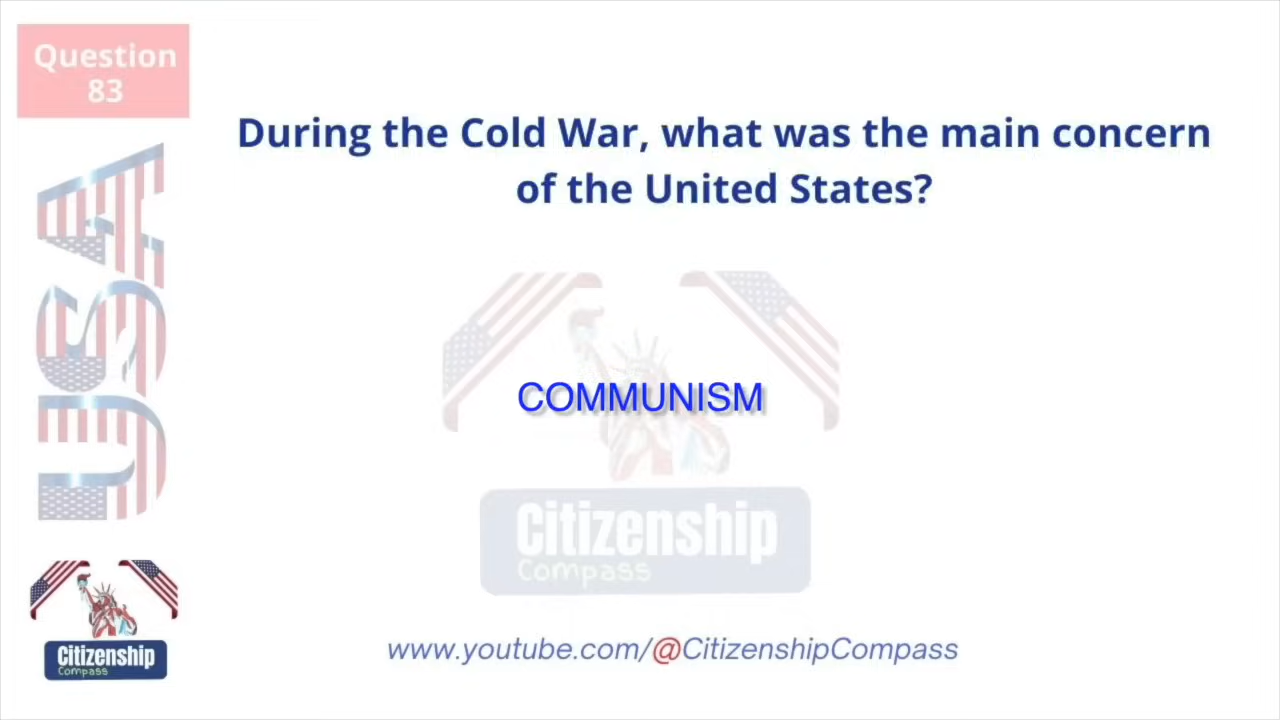 Question
83
During the Cold War, what was the main concern
of the United States?
USA
COMMUNISM
Citizenship
Compass
Citizenship
Compass
www.youtube.com/@CitizenshipCompass